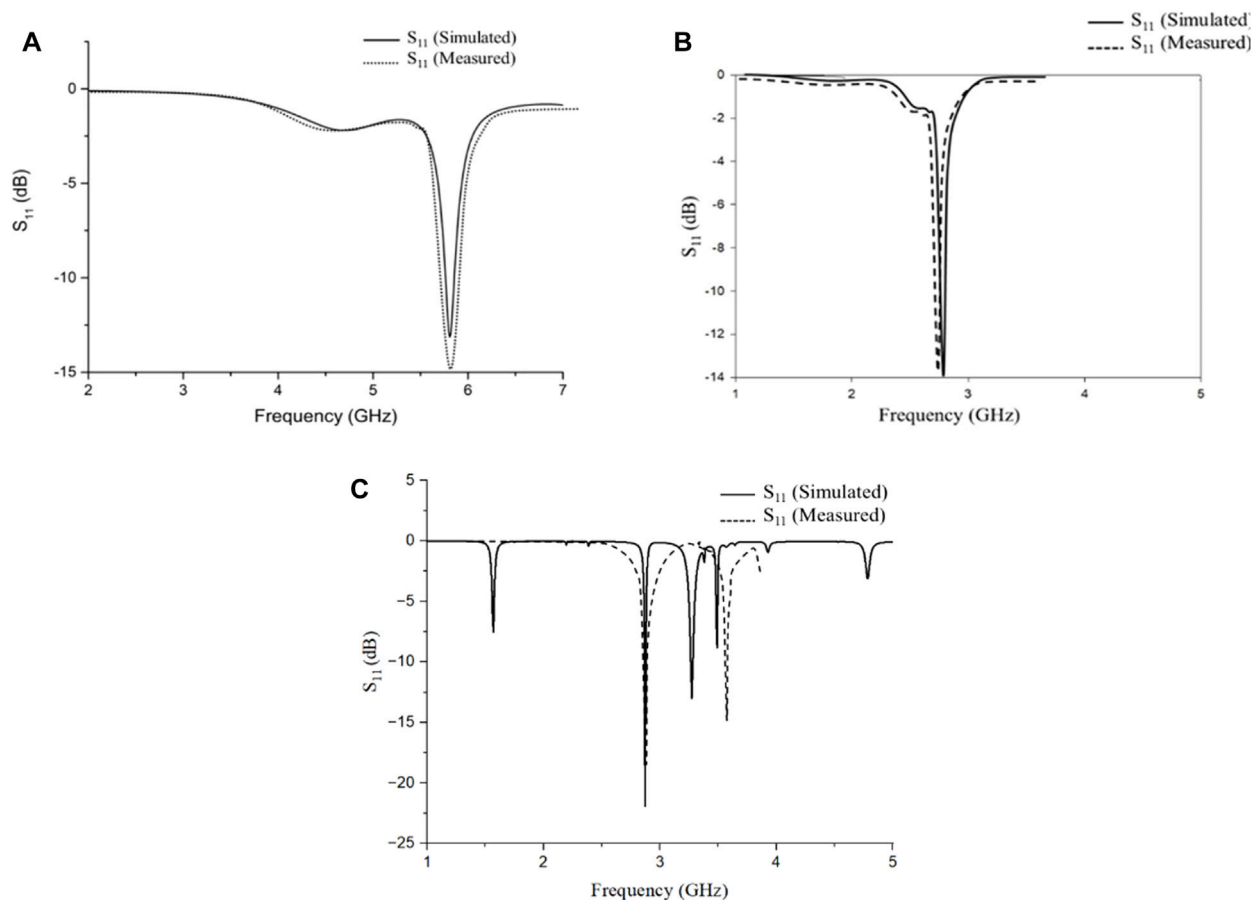 A
S11 (Simulated)
S11 (Measured)
0
-5
-10
-15
S11 (dB)
2 3 4 5 6 7
Frequency (GHz)
B
S11 (Simulated)
S11 (Measured)
0
-2
-4
-6
-8
-10
-12
-14
S11 (dB)
1 2 3 4 5
Frequency (GHz)
C
S11 (Simulated)
S11 (Measured)
5
0
−5
−10
−15
−20
−25
S11 (dB)
1 2 3 4 5
Frequency (GHz)